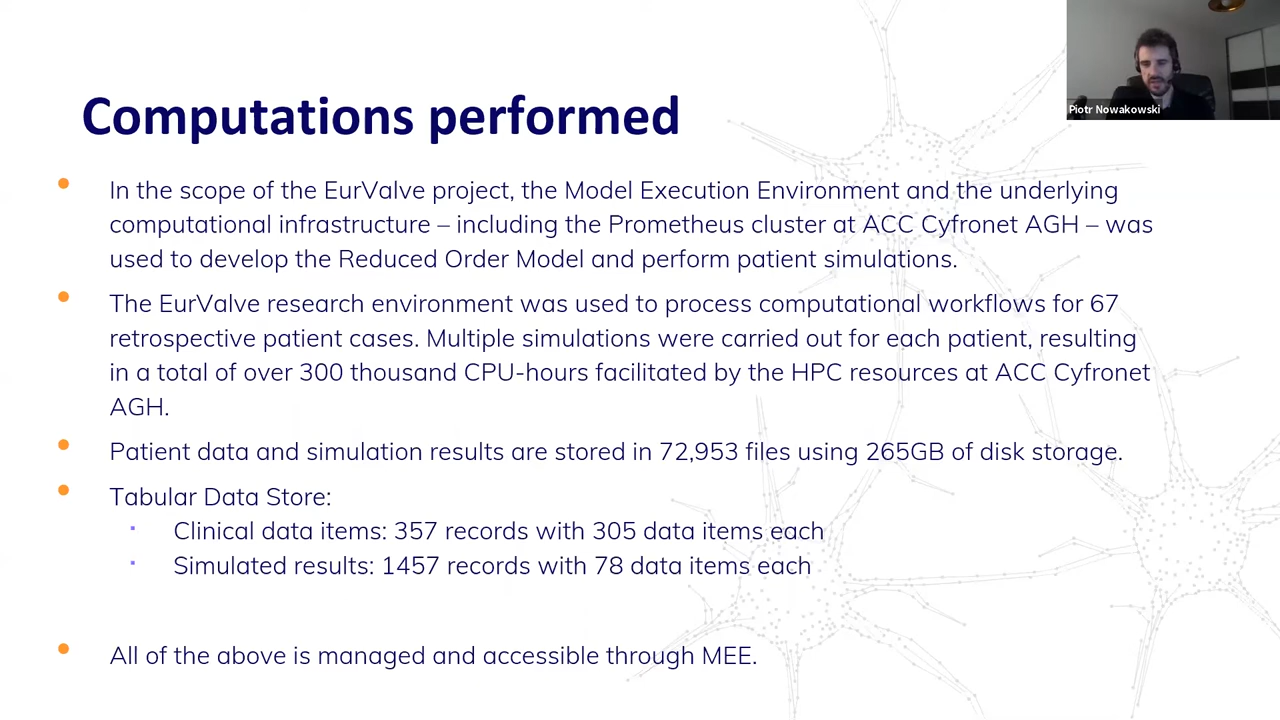 Piotr Nowakowski
Computations performed
In the scope of the EurValve project, the Model Execution Environment and the underlying
computational infrastructure – including the Prometheus cluster at ACC Cyfronet AGH – was
used to develop the Reduced Order Model and perform patient simulations.
The EurValve research environment was used to process computational workflows for 67
retrospective patient cases. Multiple simulations were carried out for each patient, resulting
in a total of over 300 thousand CPU-hours facilitated by the HPC resources at ACC Cyfronet
AGH.
Patient data and simulation results are stored in 72,953 files using 265GB of disk storage.
Tabular Data Store:
Clinical data items: 357 records with 305 data items each
Simulated results: 1457 records with 78 data items each
All of the above is managed and accessible through MEE.